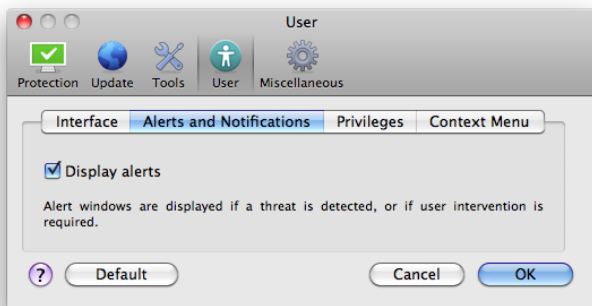 User
Protection Update Tools User Miscellaneous
Interface Alerts and Notifications Privileges Context Menu
Display alerts
Alert windows are displayed if a threat is detected, or if user intervention is
required.
? Default Cancel OK